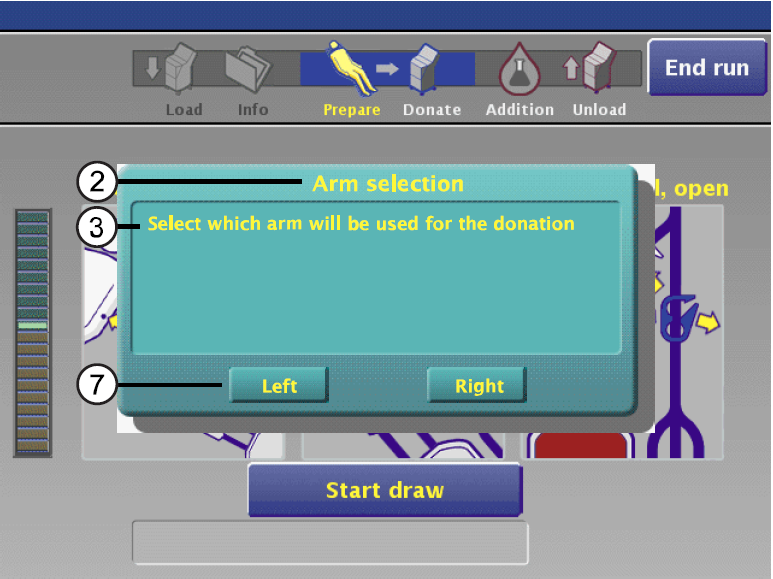 End run
Load Info Prepare Donate Addition Unload
2
Arm selection
, open
3
Select which arm will be used for the donation
7
Left Right
Start draw